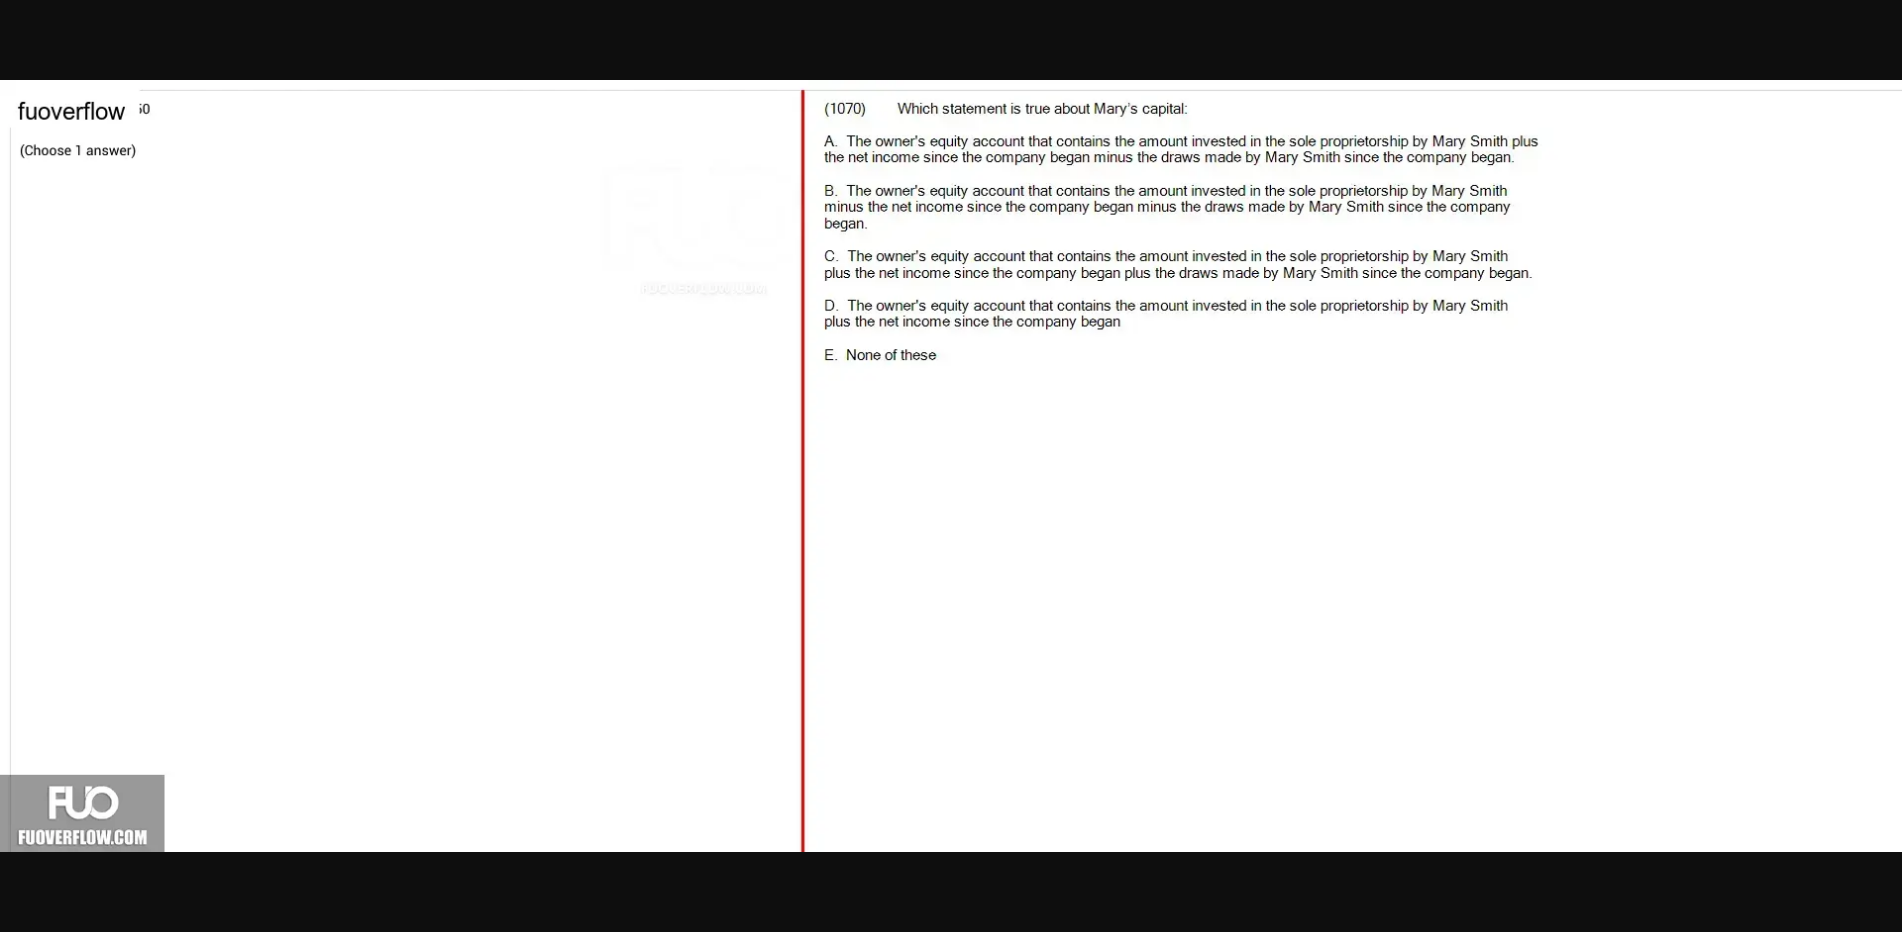 fuoverflow 60
(Choose 1 answer)
(1070) Which statement is true about Mary's capital:
A. The owner's equity account that contains the amount invested in the sole proprietorship by Mary Smith plus
the net income since the company began minus the draws made by Mary Smith since the company began.
B. The owner's equity account that contains the amount invested in the sole proprietorship by Mary Smith
minus the net income since the company began minus the draws made by Mary Smith since the company
began.
C. The owner's equity account that contains the amount invested in the sole proprietorship by Mary Smith
plus the net income since the company began plus the draws made by Mary Smith since the company began.
D. The owner's equity account that contains the amount invested in the sole proprietorship by Mary Smith
plus the net income since the company began
E. None of these
FUO
FUOVERFLOW.COM
FUO
FUOVERFLOW.COM